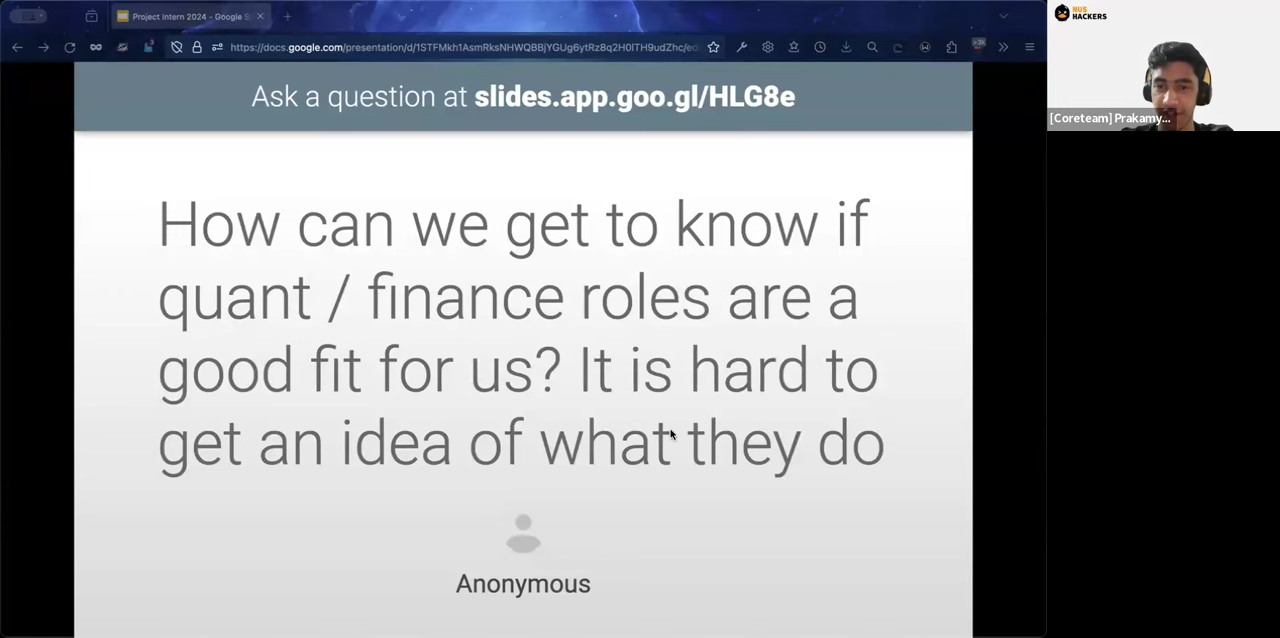 Project Intern 2024 - Google S
https://docs.google.com/presentation/d/1STFMkh1AsmRksNHWQBBjYGUg6ytRz8q2H0lTH9udZhc/ed
NUS
HACKERS
[Coreteam] Prakamy...
Ask a question at slides.app.goo.gl/HLG8e
How can we get to know if
quant / finance roles are a
good fit for us? It is hard to
get an idea of what they do
Anonymous